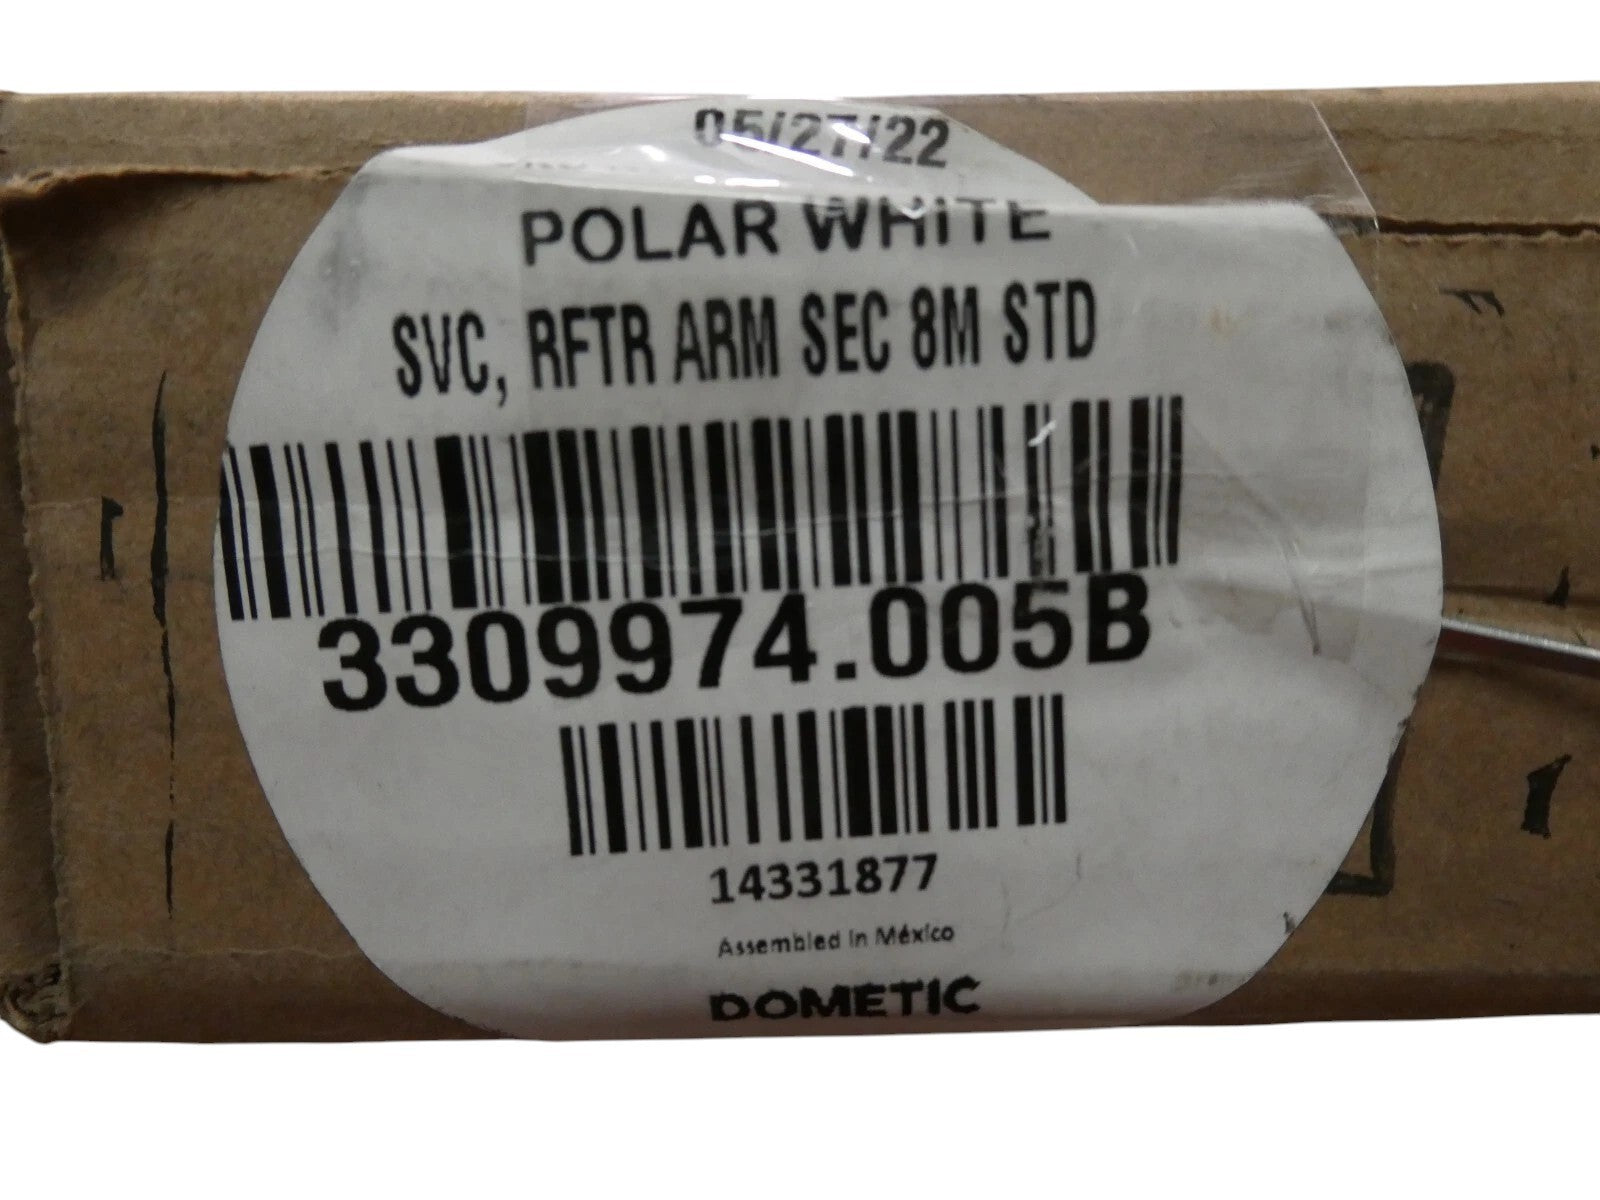 05/27/22
POLAR WHITE
SVC, RFTR ARM SEC 8M STD
3309974.005B
14331877
Assembled in México
DOMETIC